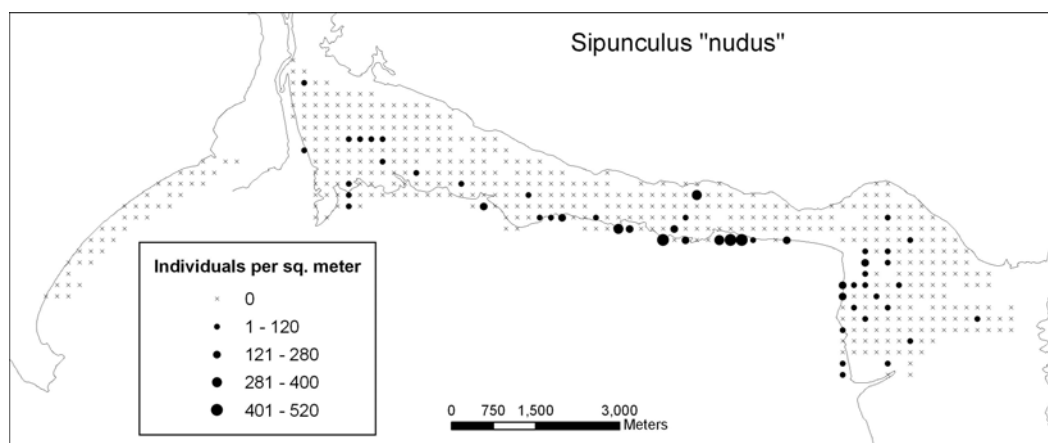 Sipunculus "nudus"
Individuals per sq. meter
0
1 - 120
121 - 280
281 - 400
401 - 520
0 750 1,500 3,000
Meters